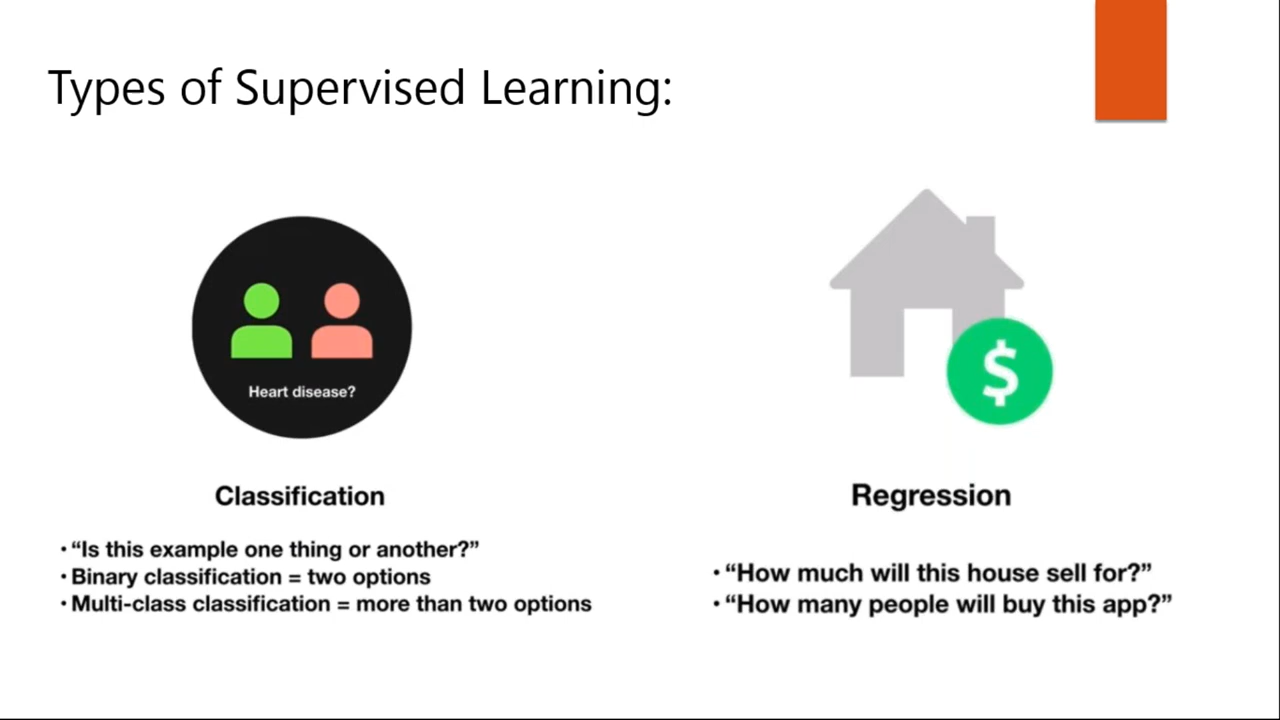 Types of Supervised Learning:
Heart disease?
$
Classification
• “Is this example one thing or another?”
• Binary classification = two options
• Multi-class classification = more than two options
Regression
• “How much will this house sell for?”
• “How many people will buy this app?”